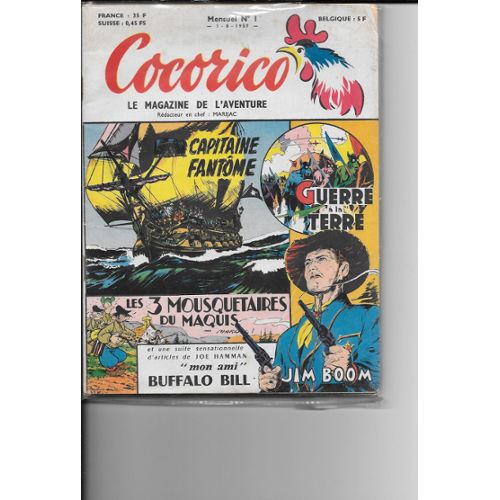 FRANCE : 35 F
SUISSE : 0,45 FS
Mensuel N° 1
BELGIQUE : 5 F
Cocorico
LE MAGAZINE DE L'AVENTURE
Rédacteur en chef : MARIJAC
CAPITAINE
FANTÔME
GUERRE
à la
TERRE
LES 3 MOUSQUETAIRES
DU MAQUIS
et une suite sensationnelle
d'articles de JOE HAMMAN
"mon ami"
BUFFALO BILL
JIM BOOM